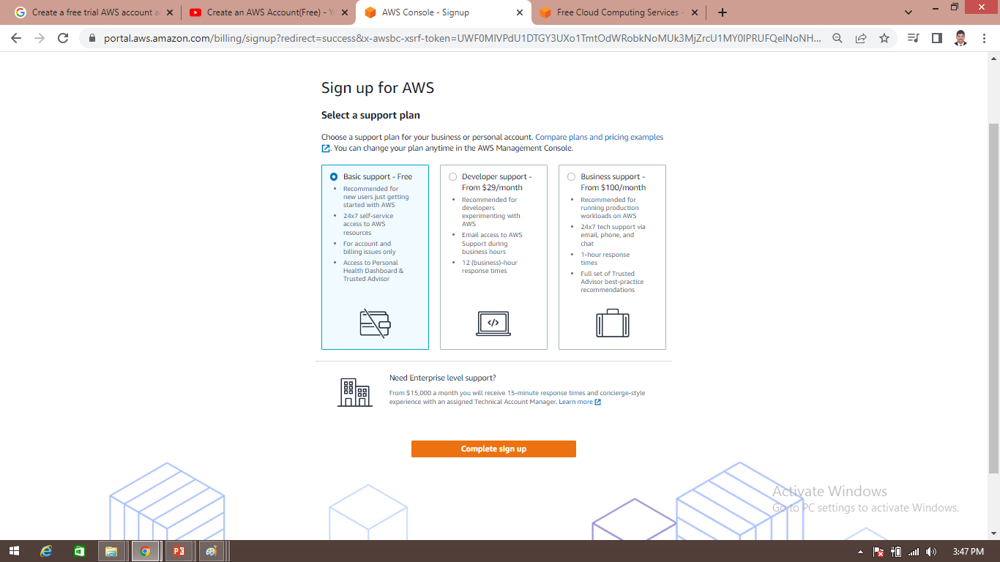 Create a free trial AWS account a
Create an AWS Account(Free) - Y
AWS Console - Signup
Free Cloud Computing Services -
portal.aws.amazon.com/billing/signup?redirect=success&x-awsbc-xsrf-token=UWF0MlVPdU1DTGY3UXo1TmtOdWRobkNoMUk3MjZrcU1MY0lPRUFQelNoNH...
Sign up for AWS
Select a support plan
Choose a support plan for your business or personal account. Compare plans and pricing examples
. You can change your plan anytime in the AWS Management Console.
Basic support - Free
• Recommended for
new users just getting
started with AWS
• 24x7 self-service
access to AWS
resources
• For account and
billing issues only
• Access to Personal
Health Dashboard &
Trusted Advisor
Developer support -
From $29/month
• Recommended for
developers
experimenting with
AWS
• Email access to AWS
Support during
business hours
• 12 (business)-hour
response times
</>
Business support -
From $100/month
• Recommended for
running production
workloads on AWS
• 24x7 tech support via
email, phone, and
chat
• 1-hour response
times
• Full set of Trusted
Advisor best-practice
recommendations
Need Enterprise level support?
From $15,000 a month you will receive 15-minute response times and concierge-style
experience with an assigned Technical Account Manager. Learn more
Complete sign up
Activate Windows
Go to PC settings to activate Windows.
3:47 PM